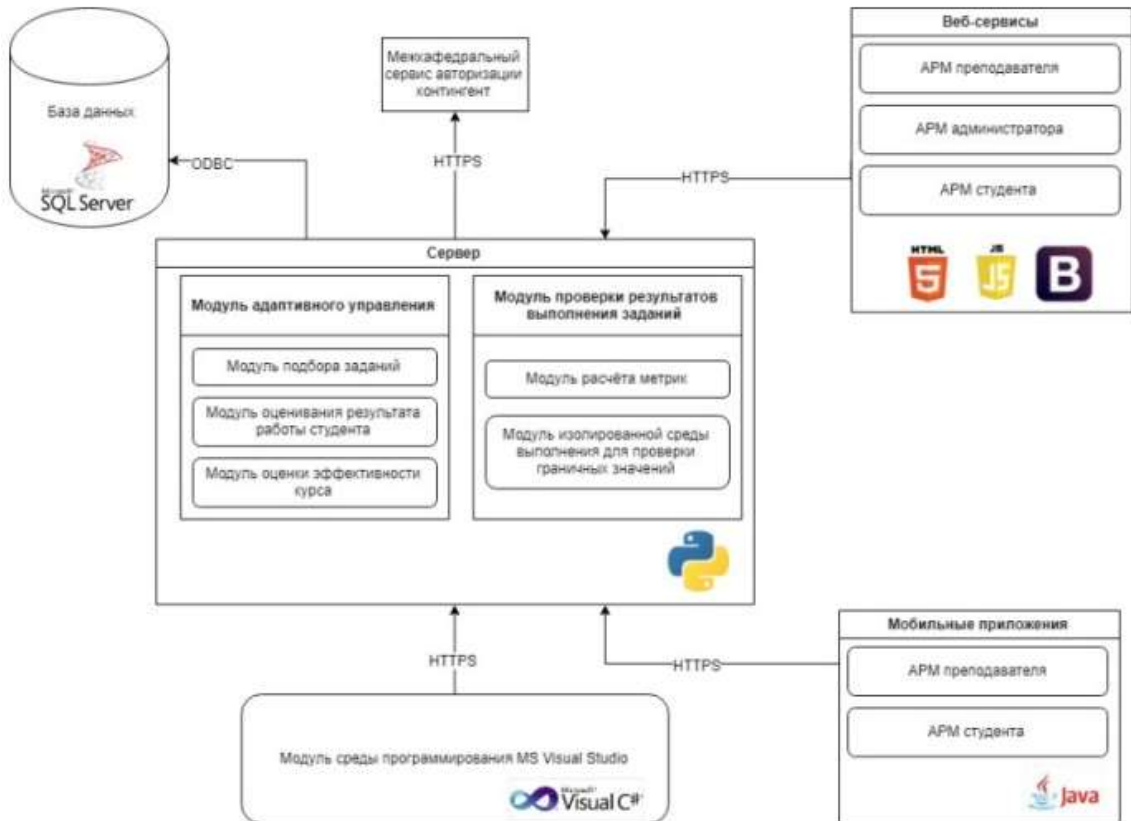 База данных
Microsoft
SQL Server
ODBC
Межкафедральный
сервис авторизации
контингент
HTTPS
HTTPS
Веб-сервисы
АРМ преподавателя
АРМ администратора
АРМ студента
HTML
5
JS
JS
B
Сервер
Модуль адаптивного управления
Модуль подбора заданий
Модуль оценивания результата
работы студента
Модуль оценки эффективности
курса
Модуль проверки результатов
выполнения заданий
Модуль расчёта метрик
Модуль изолированной среды
выполнения для проверки
граничных значений
HTTPS
HTTPS
Модуль среды программирования MS Visual Studio
Microsoft
Visual C#
Мобильные приложения
АРМ преподавателя
АРМ студента
Java